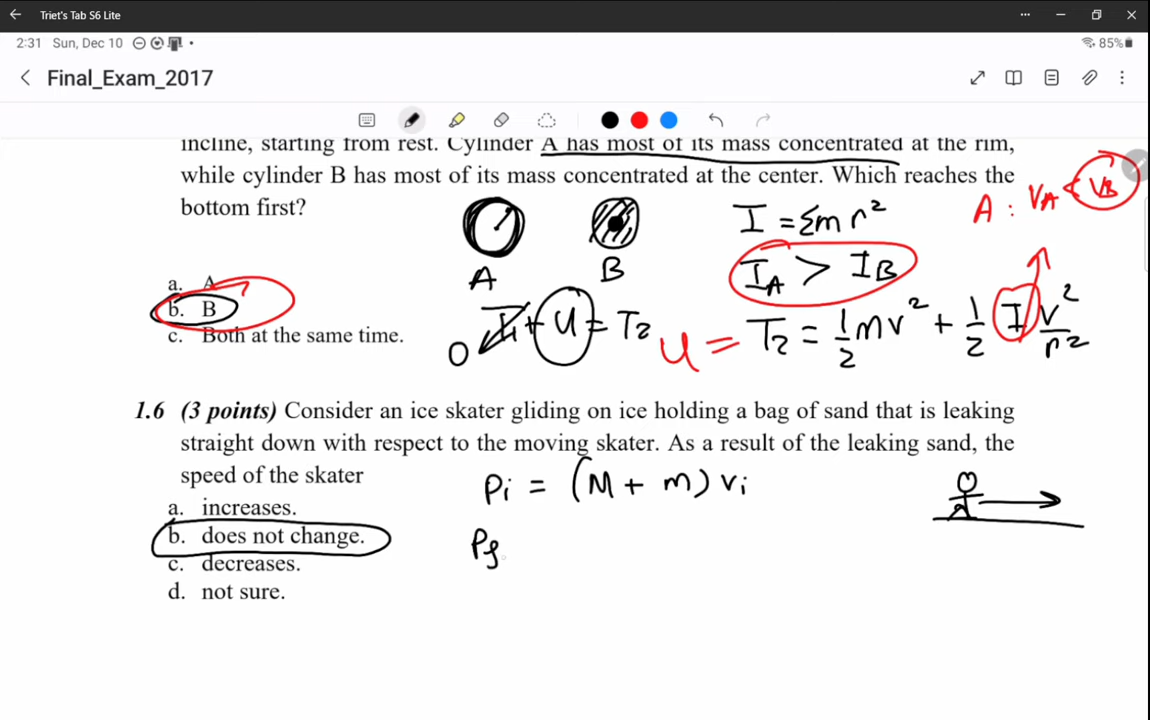 Triet's Tab S6 Lite
2:31 Sun, Dec 10 85%
Final_Exam_2017
incline, starting from rest. Cylinder A has most of its mass concentrated at the rim,
while cylinder B has most of its mass concentrated at the center. Which reaches the
bottom first?
A : VA < VB
I = Σm r²
A B
IA > IB
a. A
b. B
c. Both at the same time.
0 T1 + U = T2
U = T2 = 1/2 mv² + 1/2 I v²/r²
1.6 (3 points) Consider an ice skater gliding on ice holding a bag of sand that is leaking
straight down with respect to the moving skater. As a result of the leaking sand, the
speed of the skater
Pi = (M + m) vi
a. increases.
b. does not change.
Pf
c. decreases.
d. not sure.